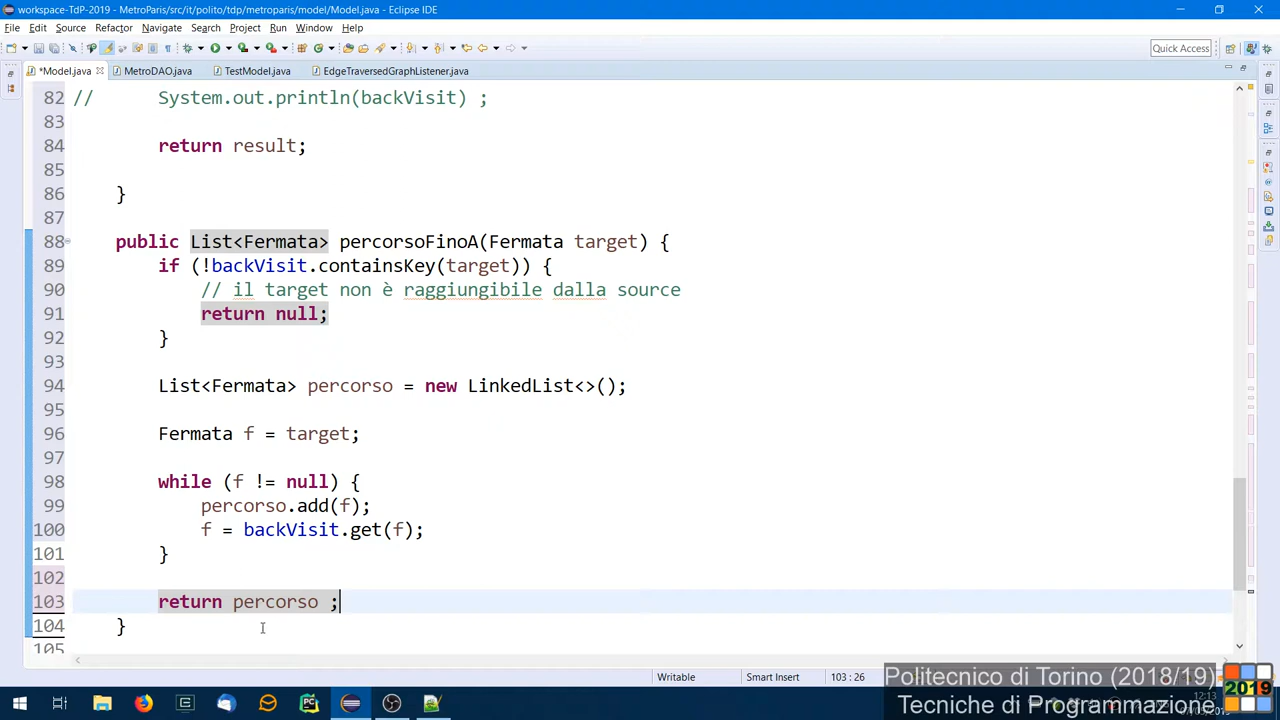 workspace-TdP-2019 - MetroParis/src/it/polito/tdp/metroparis/model/Model.java - Eclipse IDE
File Edit Source Refactor Navigate Search Project Run Window Help
Quick Access
*Model.java MetroDAO.java TestModel.java EdgeTraversedGraphListener.java
82 // System.out.println(backVisit) ;
83
84 return result;
85
86 }
87
88 public List<Fermata> percorsoFinoA(Fermata target) {
89 if (!backVisit.containsKey(target)) {
90 // il target non è raggiungibile dalla source
91 return null;
92 }
93
94 List<Fermata> percorso = new LinkedList<>();
95
96 Fermata f = target;
97
98 while (f != null) {
99 percorso.add(f);
100 f = backVisit.get(f);
101 }
102
103 return percorso ;
104 }
105
Writable Smart Insert 103 : 26
Politecnico di Torino (2018/19)
Tecniche di Programmazione
2019
12:13